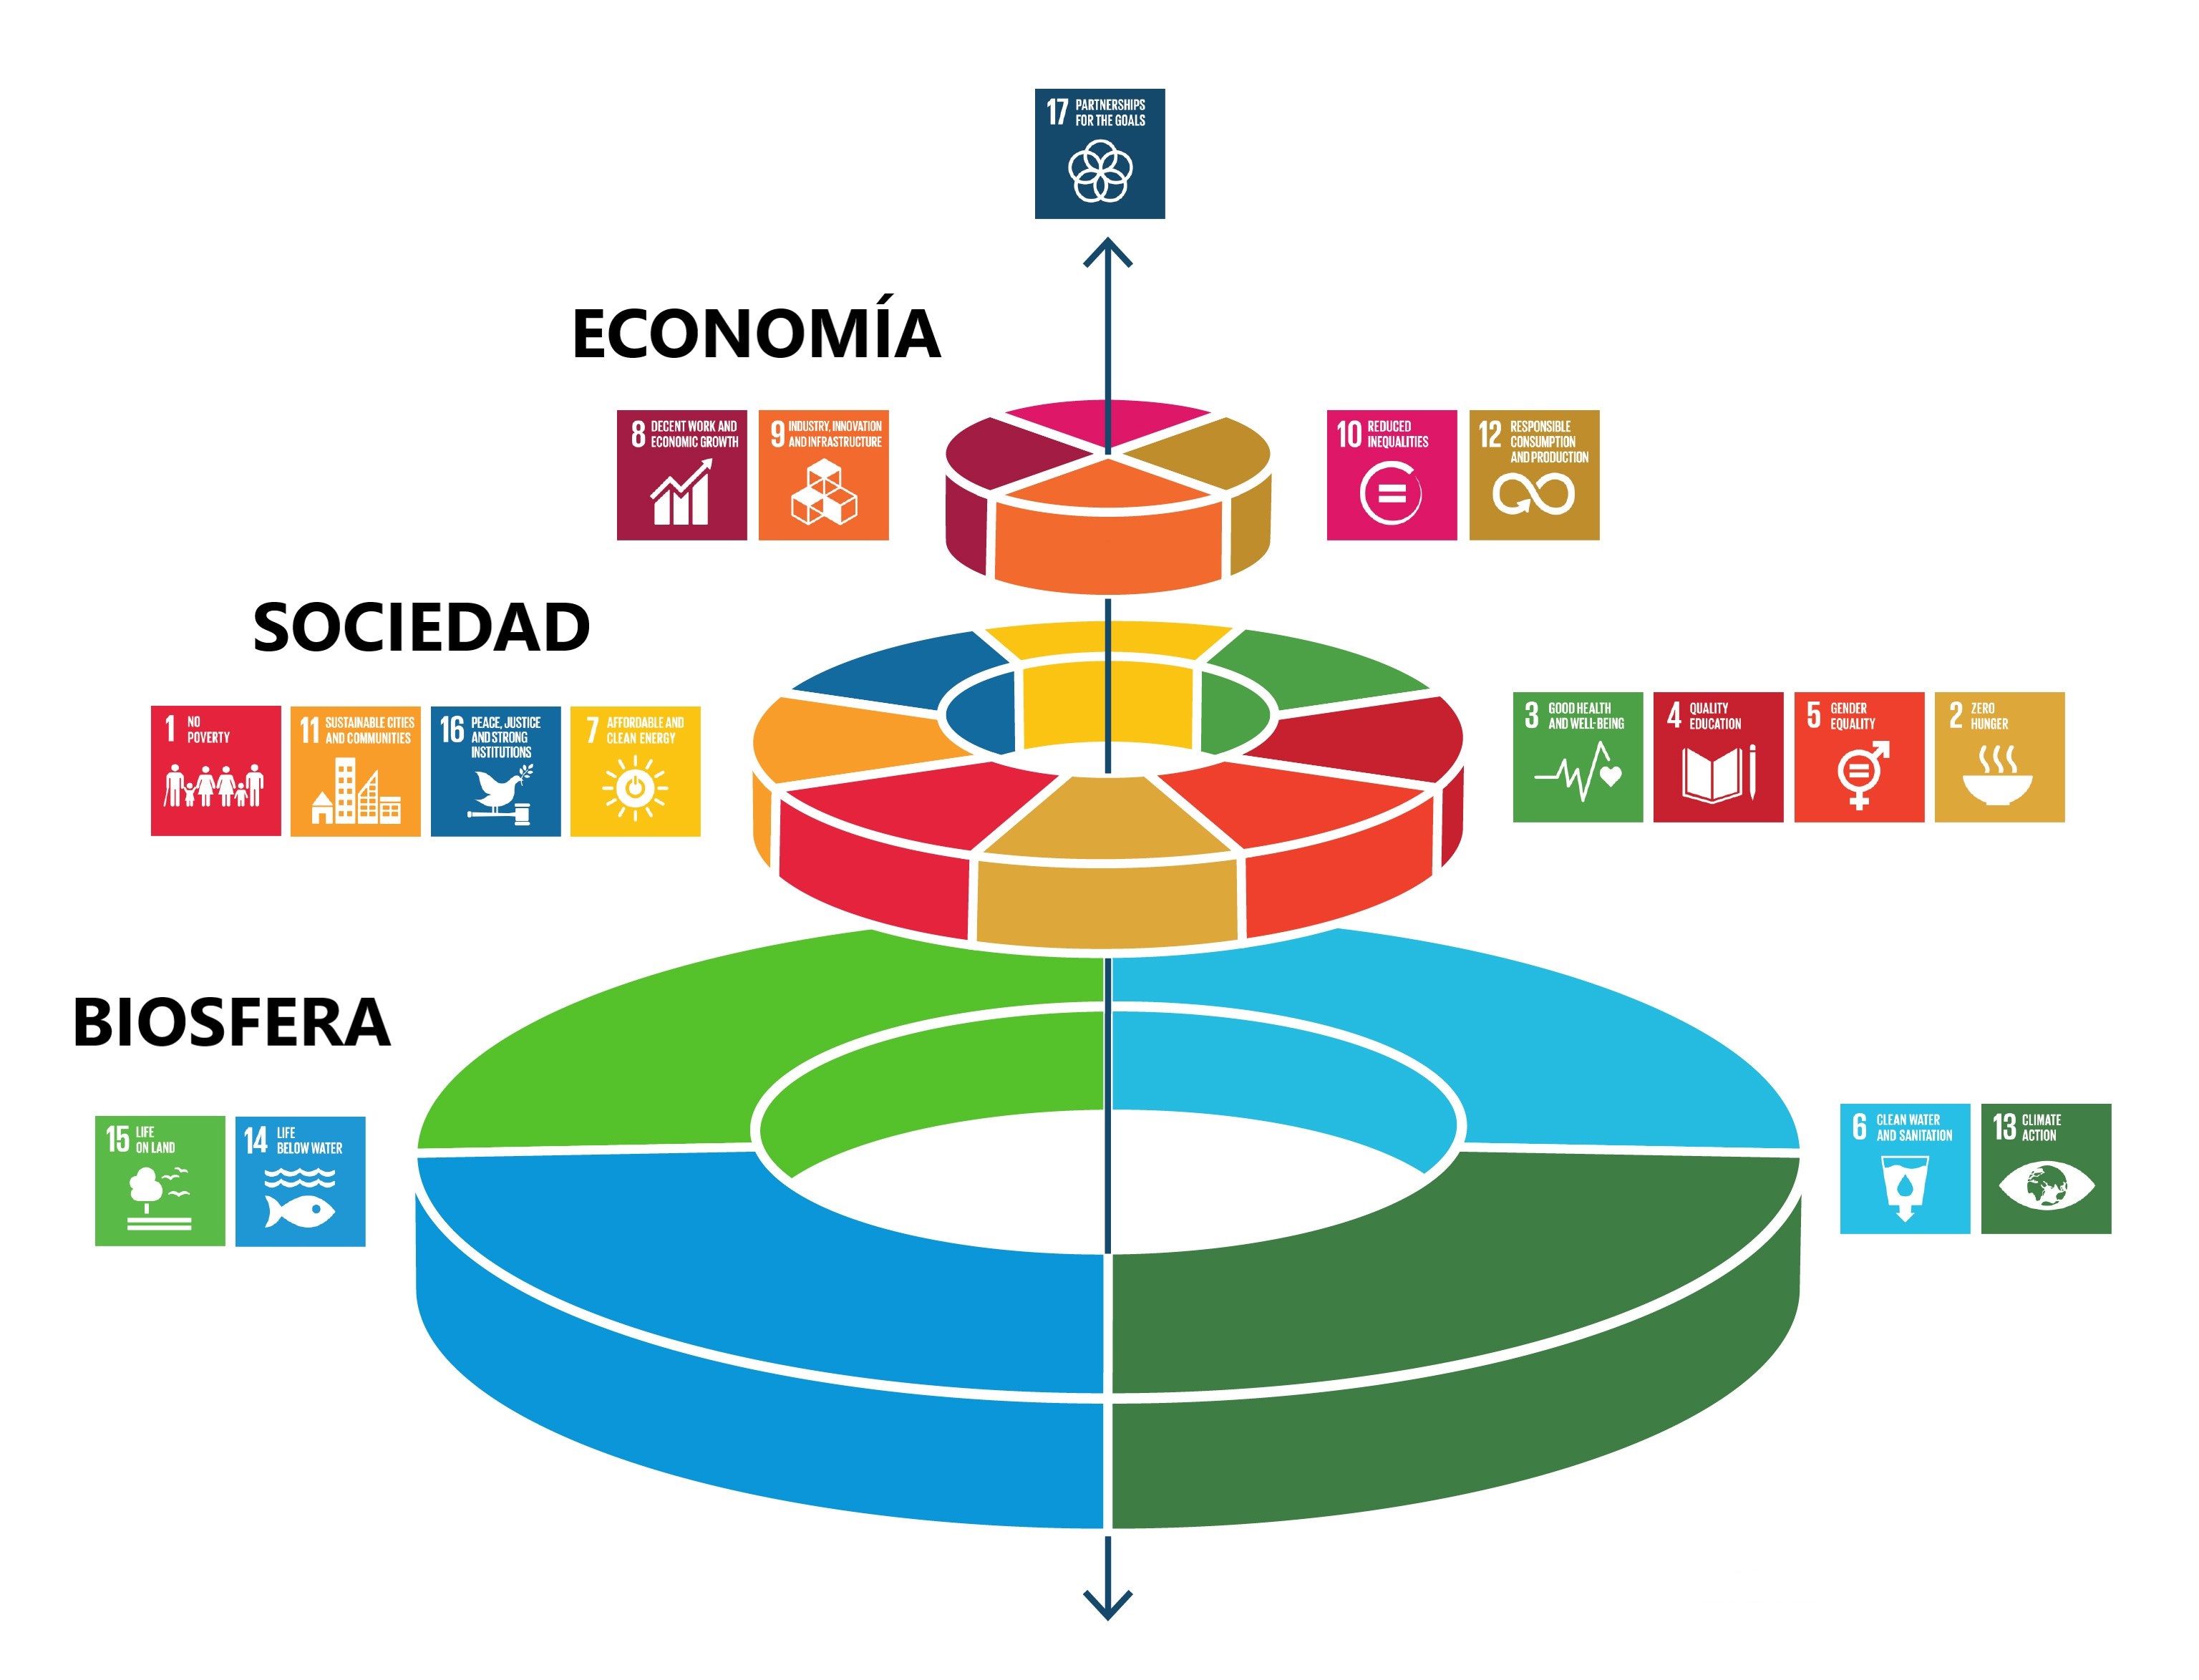 17 PARTNERSHIPS
FOR THE GOALS
ECONOMÍA
8 DECENT WORK AND
ECONOMIC GROWTH
9 INDUSTRY, INNOVATION
AND INFRASTRUCTURE
10 REDUCED
INEQUALITIES
12 RESPONSIBLE
CONSUMPTION
AND PRODUCTION
SOCIEDAD
1 NO
POVERTY
11 SUSTAINABLE CITIES
AND COMMUNITIES
16 PEACE, JUSTICE
AND STRONG
INSTITUTIONS
7 AFFORDABLE AND
CLEAN ENERGY
3 GOOD HEALTH
AND WELL-BEING
4 QUALITY
EDUCATION
5 GENDER
EQUALITY
2 ZERO
HUNGER
BIOSFERA
15 LIFE
ON LAND
14 LIFE
BELOW WATER
6 CLEAN WATER
AND SANITATION
13 CLIMATE
ACTION